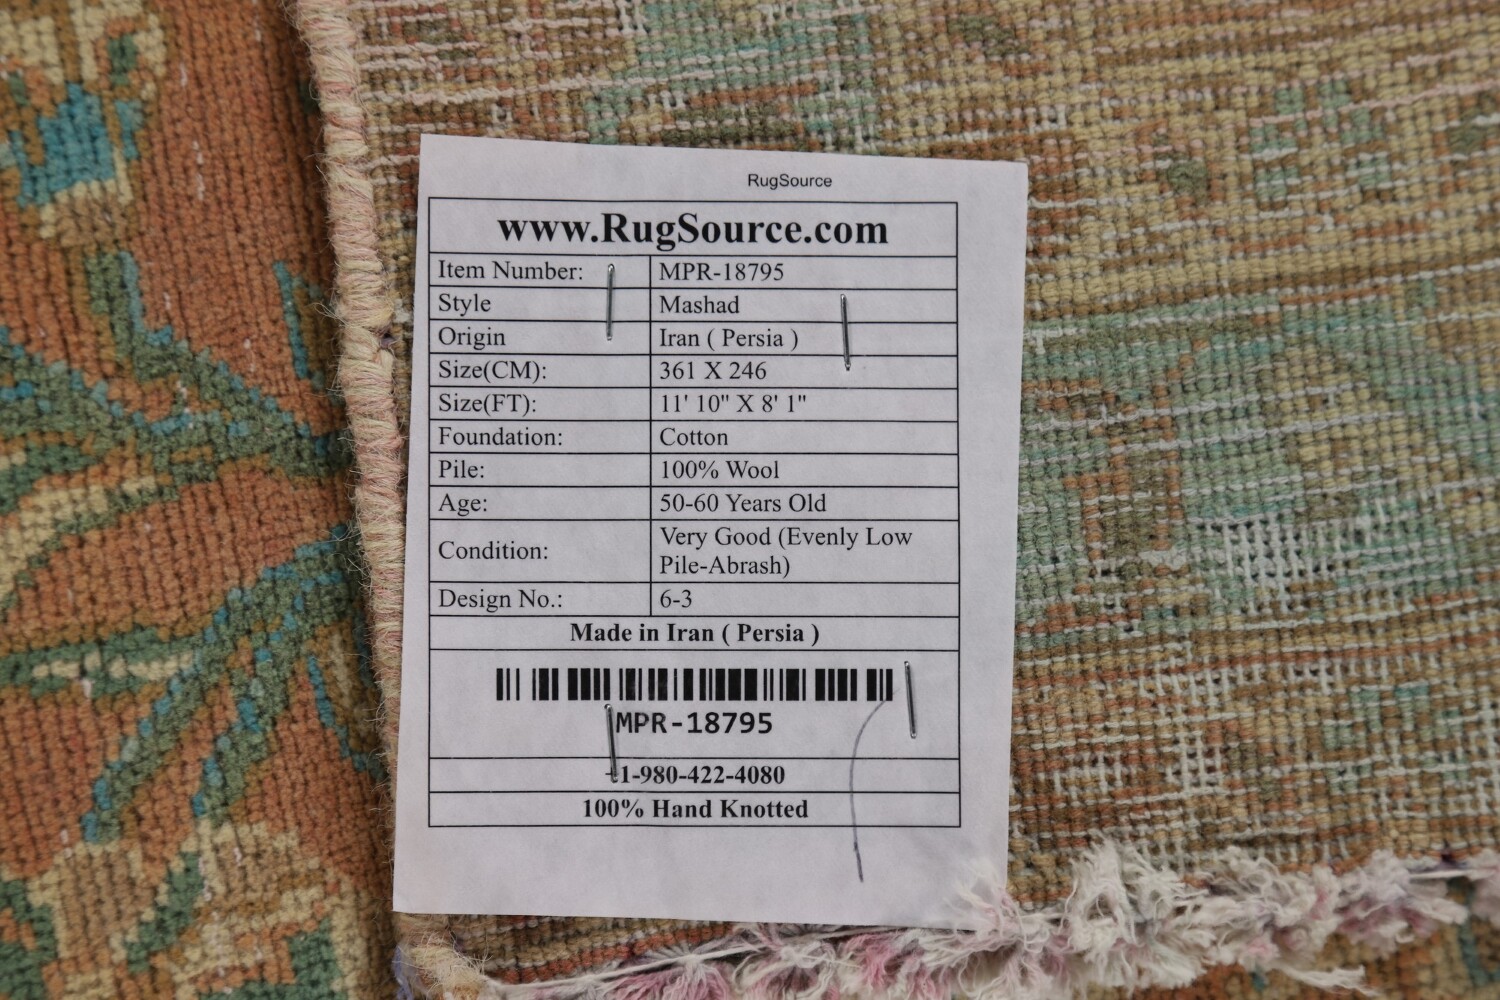 RugSource
www.RugSource.com
Item Number: MPR-18795
Style Mashad
Origin Iran ( Persia )
Size(CM): 361 X 246
Size(FT): 11' 10" X 8' 1"
Foundation: Cotton
Pile: 100% Wool
Age: 50-60 Years Old
Condition: Very Good (Evenly Low
Pile-Abrash)
Design No.: 6-3
Made in Iran ( Persia )
MPR-18795
+1-980-422-4080
100% Hand Knotted